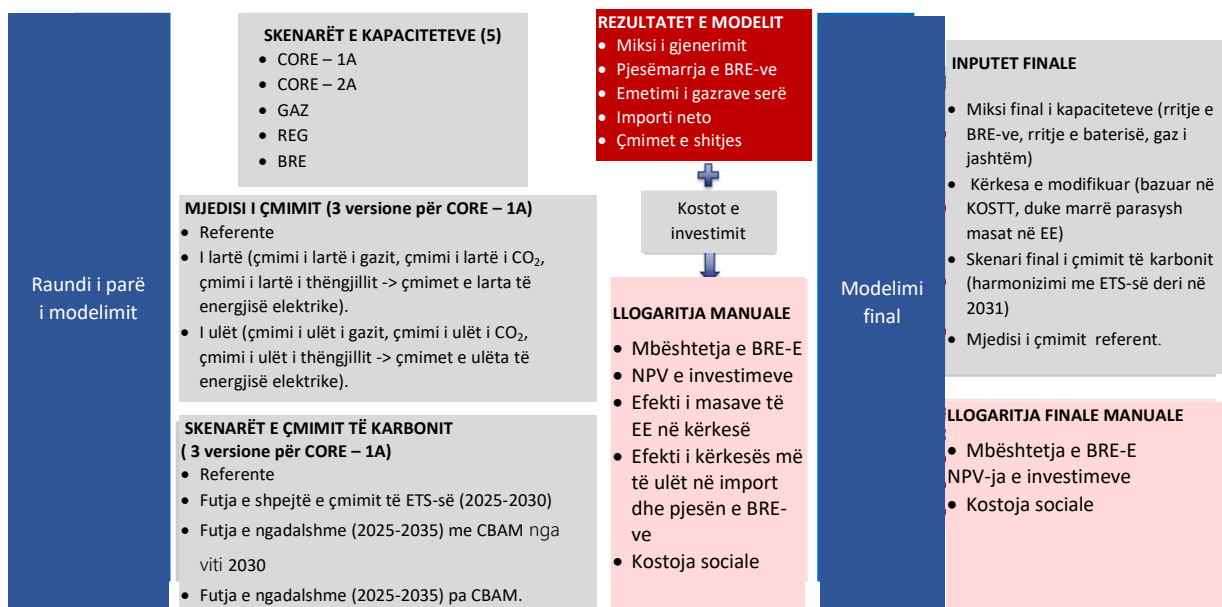 Raundi i parë
i modelimit
SKENARËT E KAPACITETEVE (5)
• CORE – 1A
• CORE – 2A
• GAZ
• REG
• BRE
MJEDISI I ÇMIMIT (3 versione për CORE – 1A)
• Referente
• I lartë (çmimi i lartë i gazit, çmimi i lartë i CO₂,
çmimi i lartë i thëngjillit -> çmimet e larta të
energjisë elektrike).
• I ulët (çmimi i ulët i gazit, çmimi i ulët i CO₂,
çmimi i ulët i thëngjillit -> çmimet e ulëta të
energjisë elektrike).
SKENARËT E ÇMIMIT TË KARBONIT
( 3 versione për CORE – 1A)
• Referente
• Futja e shpejtë e çmimit të ETS-së (2025-2030)
• Futja e ngadalshme (2025-2035) me CBAM nga
viti 2030
• Futja e ngadalshme (2025-2035) pa CBAM.
REZULTATET E MODELIT
• Miksi i gjenerimit
• Pjesëmarrja e BRE-ve
• Emetimi i gazrave serë
• Importi neto
• Çmimet e shitjes
Kostot e
investimit
LLOGARITJA MANUALE
• Mbështetja e BRE-E
• NPV e investimeve
• Efekti i masave të
EE në kërkesë
• Efekti i kërkesës më
të ulët në import
dhe pjesën e BRE-
ve
• Kostoja sociale
Modelimi
final
INPUTET FINALE
• Miksi final i kapaciteteve (rritje e
BRE-ve, rritje e baterisë, gaz i
jashtëm)
• Kërkesa e modifikuar (bazuar në
KOSTT, duke marrë parasysh
masat në EE)
• Skenari final i çmimit të karbonit
(harmonizimi me ETS-së deri në
2031)
• Mjedisi i çmimit referent.
LLOGARITJA FINALE MANUALE
• Mbështetja e BRE-E
NPV-ja e investimeve
• Kostoja sociale